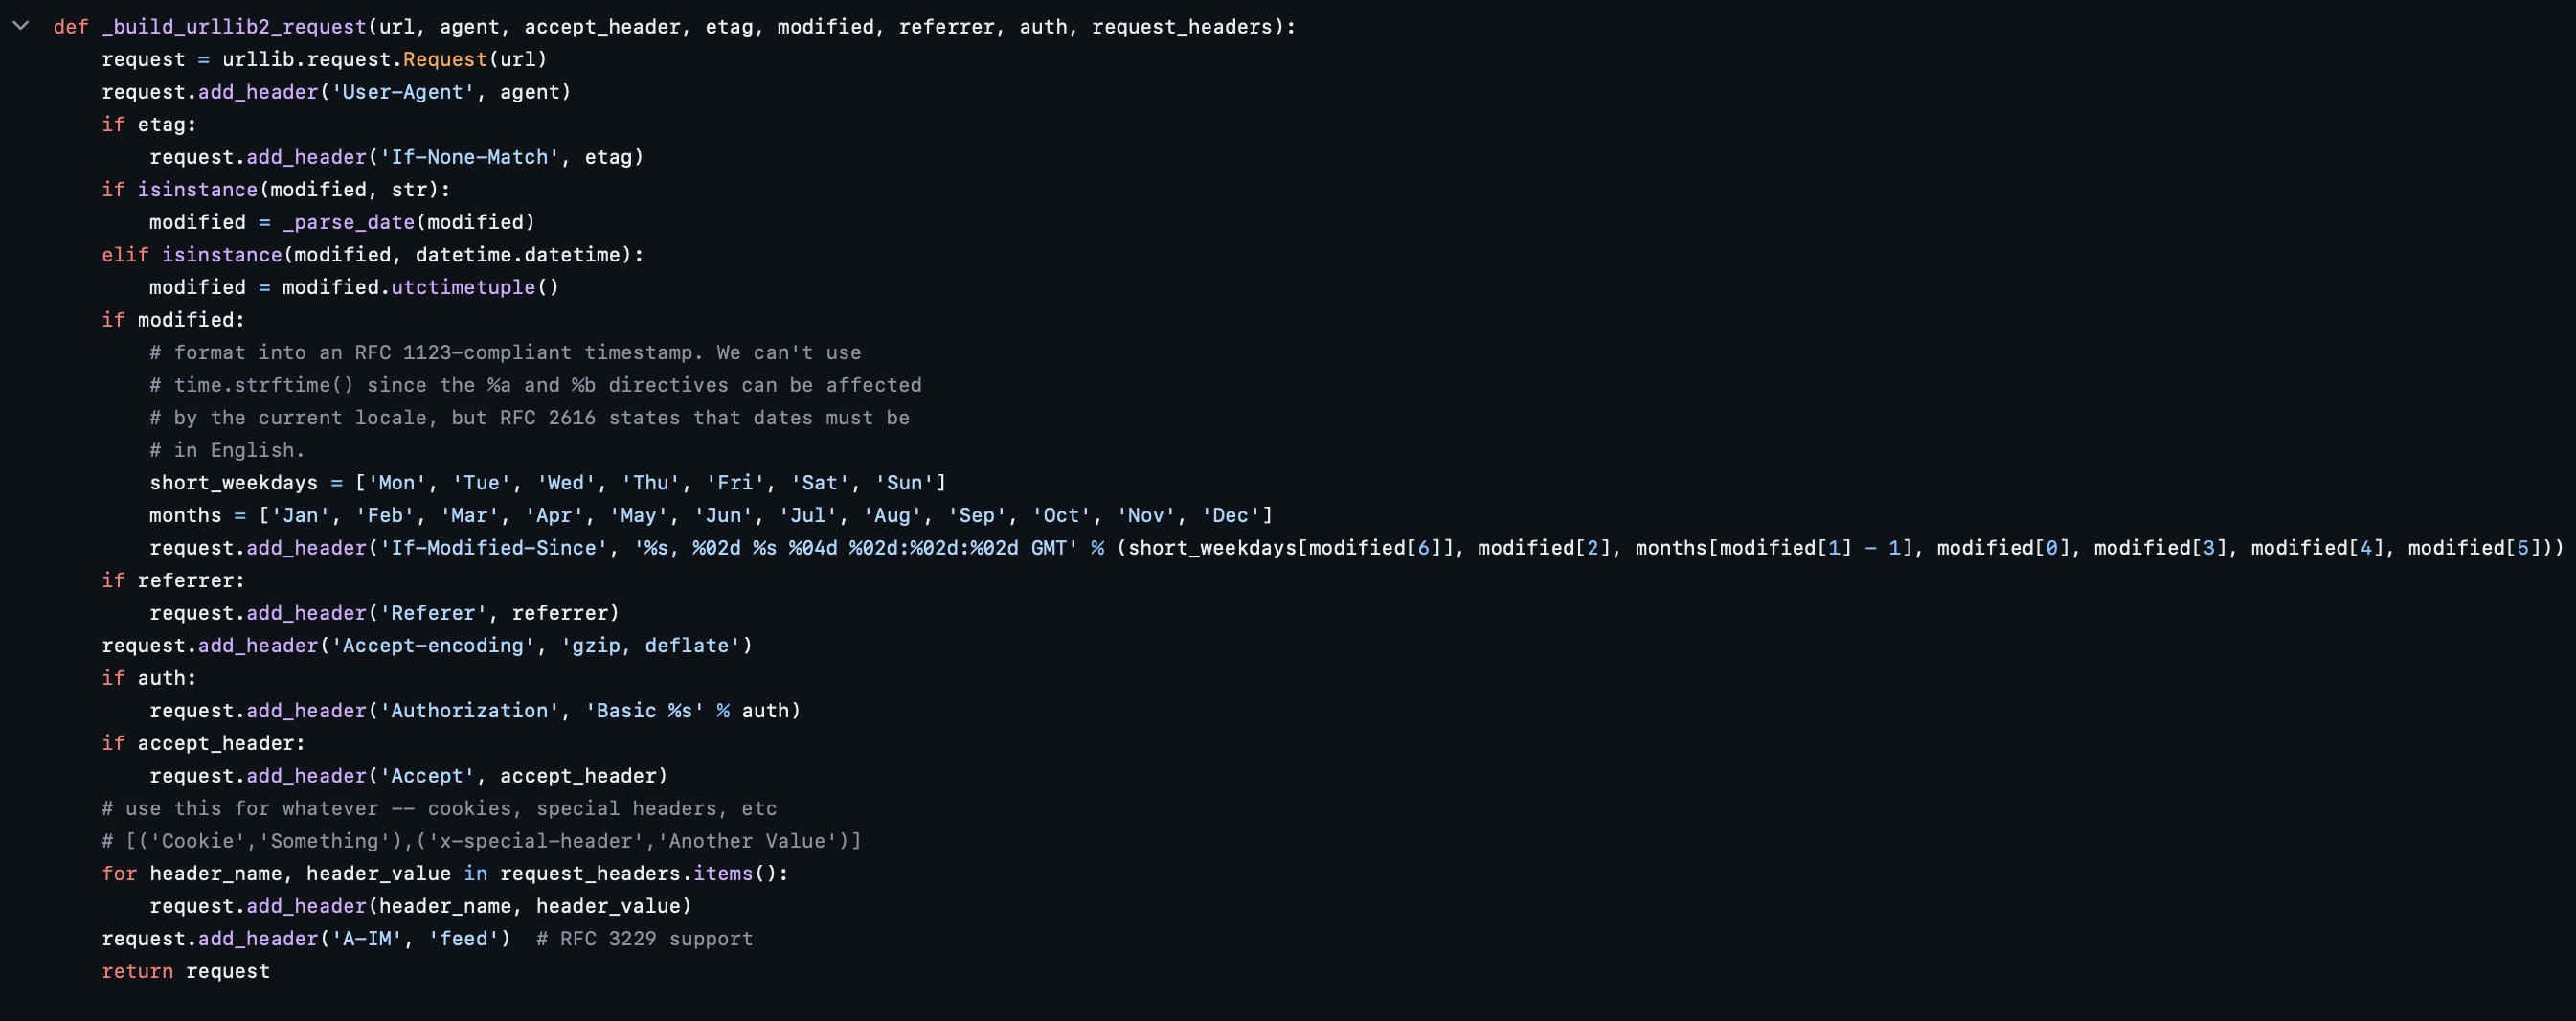 def _build_urllib2_request(url, agent, accept_header, etag, modified, referrer, auth, request_headers):
    request = urllib.request.Request(url)
    request.add_header('User-Agent', agent)
    if etag:
        request.add_header('If-None-Match', etag)
    if isinstance(modified, str):
        modified = _parse_date(modified)
    elif isinstance(modified, datetime.datetime):
        modified = modified.utctimetuple()
    if modified:
        # format into an RFC 1123-compliant timestamp. We can't use
        # time.strftime() since the %a and %b directives can be affected
        # by the current locale, but RFC 2616 states that dates must be
        # in English.
        short_weekdays = ['Mon', 'Tue', 'Wed', 'Thu', 'Fri', 'Sat', 'Sun']
        months = ['Jan', 'Feb', 'Mar', 'Apr', 'May', 'Jun', 'Jul', 'Aug', 'Sep', 'Oct', 'Nov', 'Dec']
        request.add_header('If-Modified-Since', '%s, %02d %s %04d %02d:%02d:%02d GMT' % (short_weekdays[modified[6]], modified[2], months[modified[1] - 1], modified[0], modified[3], modified[4], modified[5]))
    if referrer:
        request.add_header('Referer', referrer)
    request.add_header('Accept-encoding', 'gzip, deflate')
    if auth:
        request.add_header('Authorization', 'Basic %s' % auth)
    if accept_header:
        request.add_header('Accept', accept_header)
    # use this for whatever -- cookies, special headers, etc
    # [('Cookie','Something'),('x-special-header','Another Value')]
    for header_name, header_value in request_headers.items():
        request.add_header(header_name, header_value)
    request.add_header('A-IM', 'feed')  # RFC 3229 support
    return request